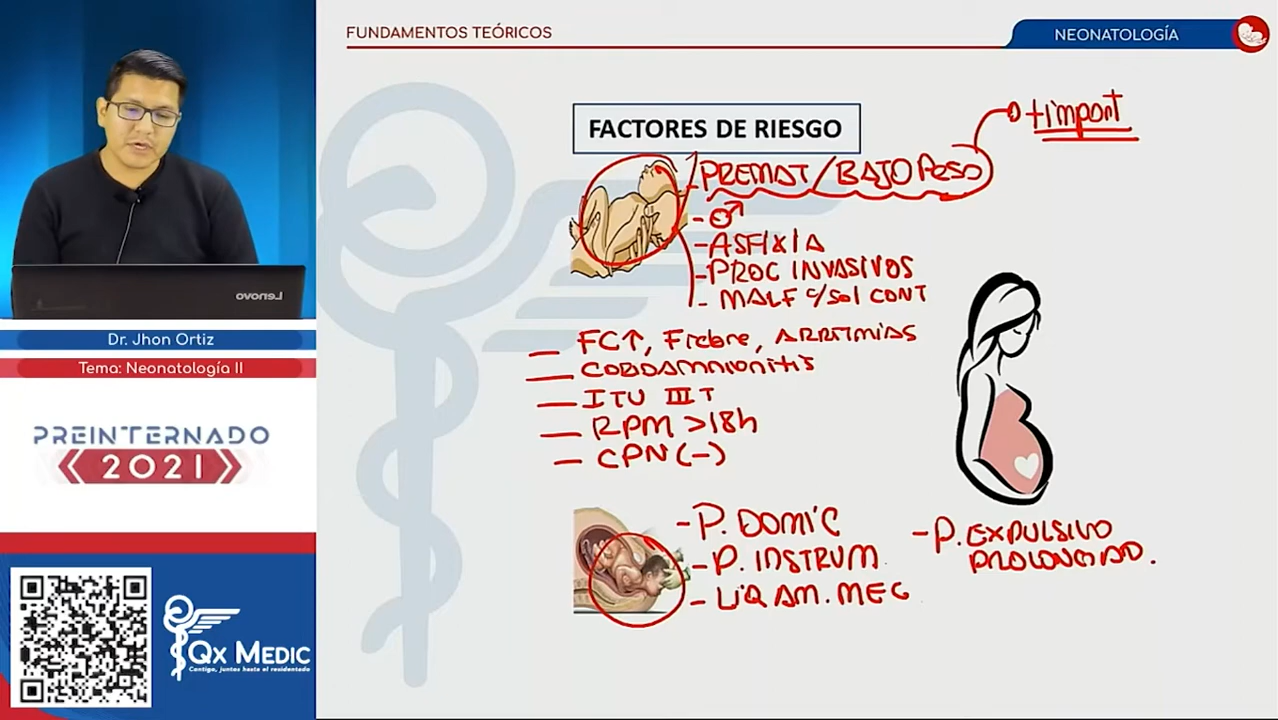 FUNDAMENTOS TEÓRICOS
NEONATOLOGÍA
FACTORES DE RIESGO
+ import
- PREMAT / BAJO PESO
- ♂
- ASFIXIA
- PROC INVASIVOS
- MALF c/sol CONT
— FC↑, Fiebre, ARRITMIAS
— CORIOAMNIONITIS
— ITU III T
— RPM >18h
— CPN (-)
- P. DOMIC
- P. INSTRUM
- LIQ AM. MEC
- P. EXPULSIVO
PROLONGAD.
lenovo
Dr. Jhon Ortiz
Tema: Neonatología II
PREINTERNADO
2021
QX MEDIC
Contigo, juntos hasta el residentado